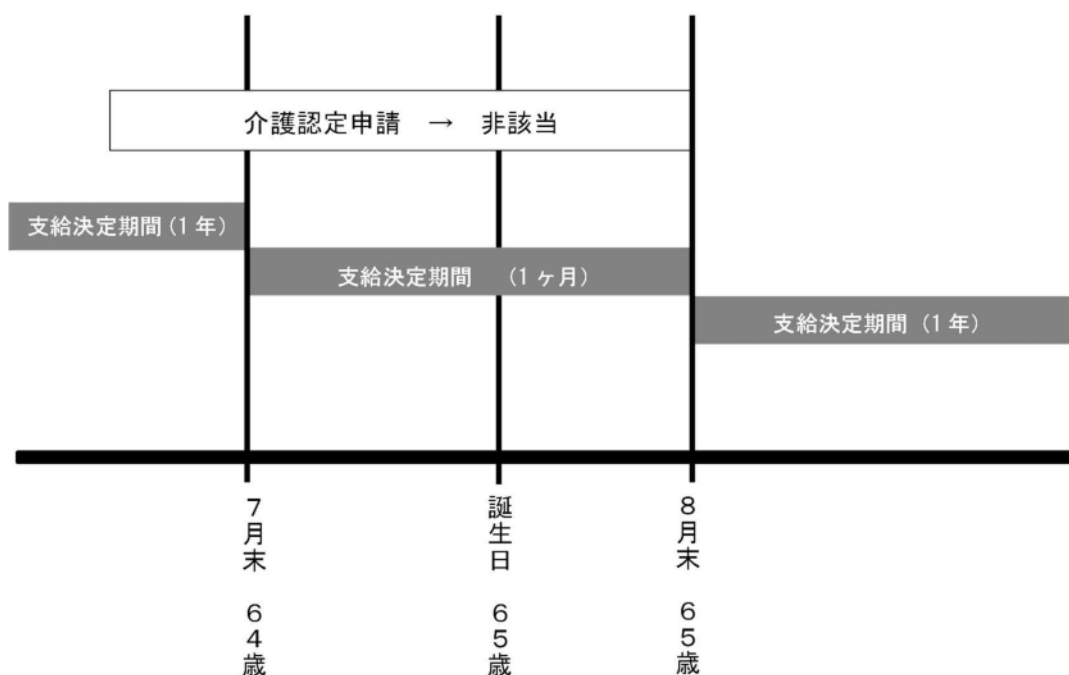 介護認定申請 → 非該当
支給決定期間(1年)
支給決定期間 (1ヶ月)
支給決定期間 (1年)
7月末 64歳
誕生日 65歳
8月末 65歳